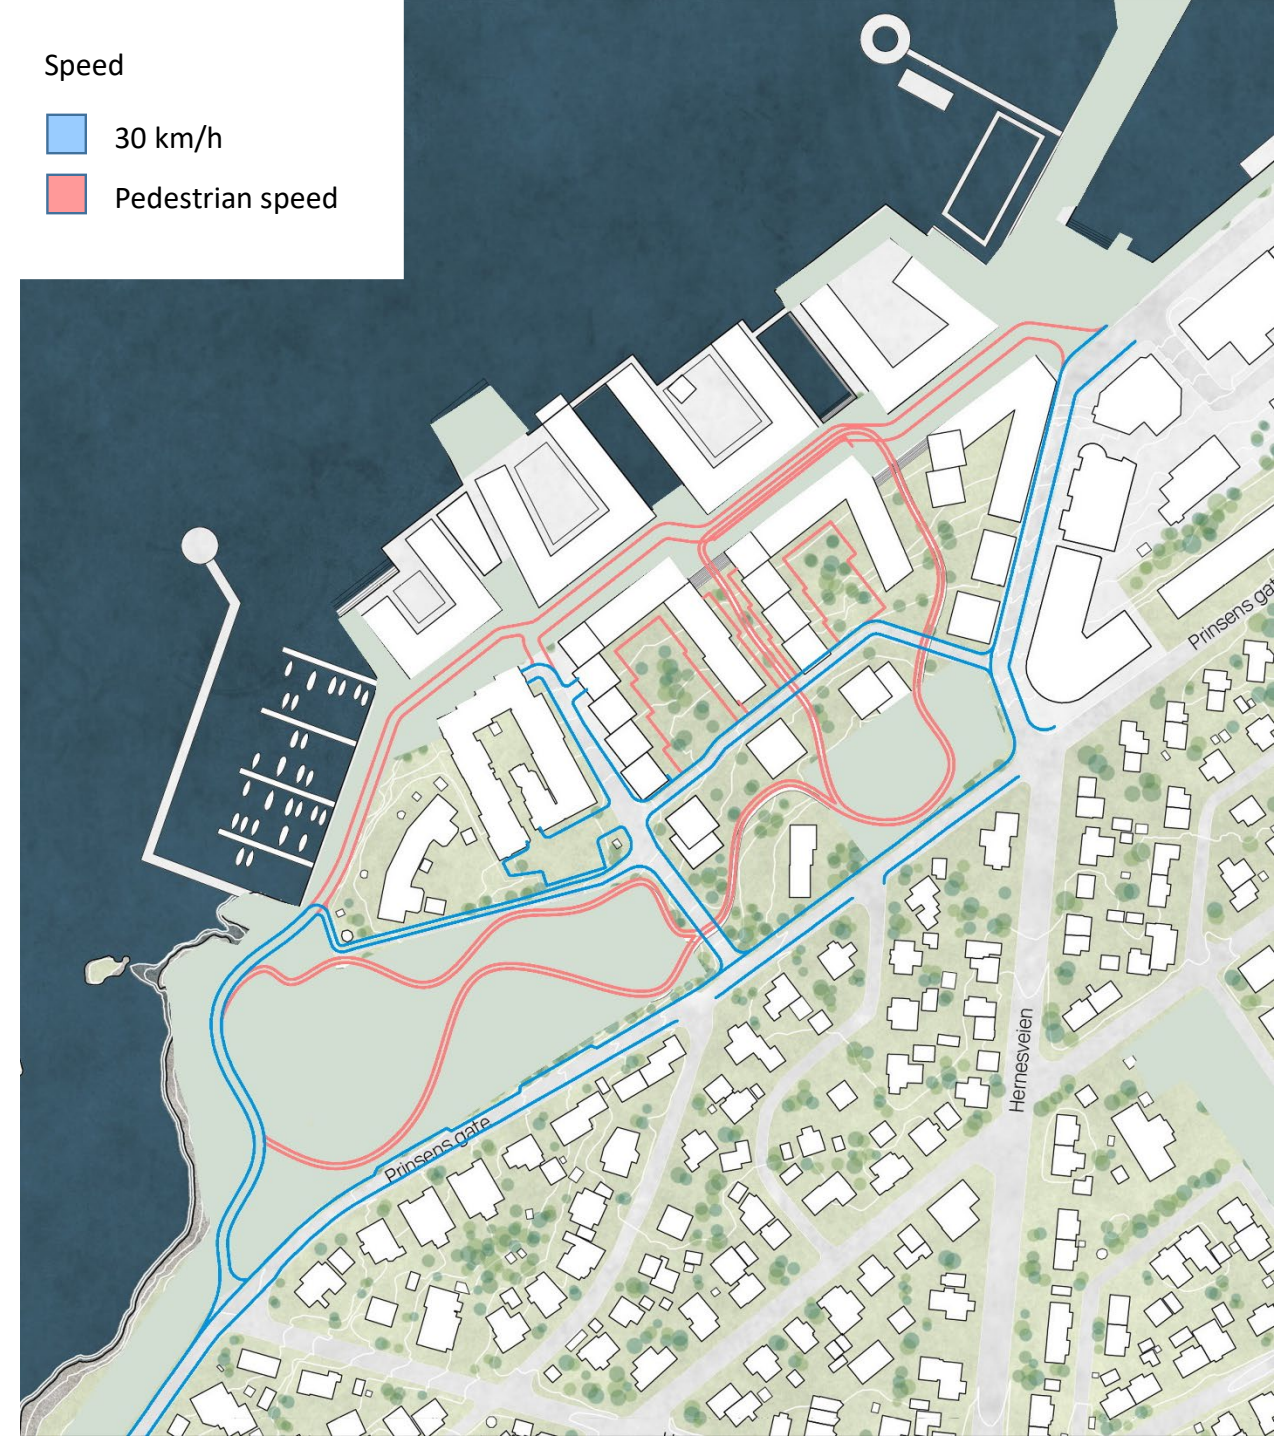 Speed
30 km/h
Pedestrian speed
Prinsens gate
Prinsens gate
Hernesveien